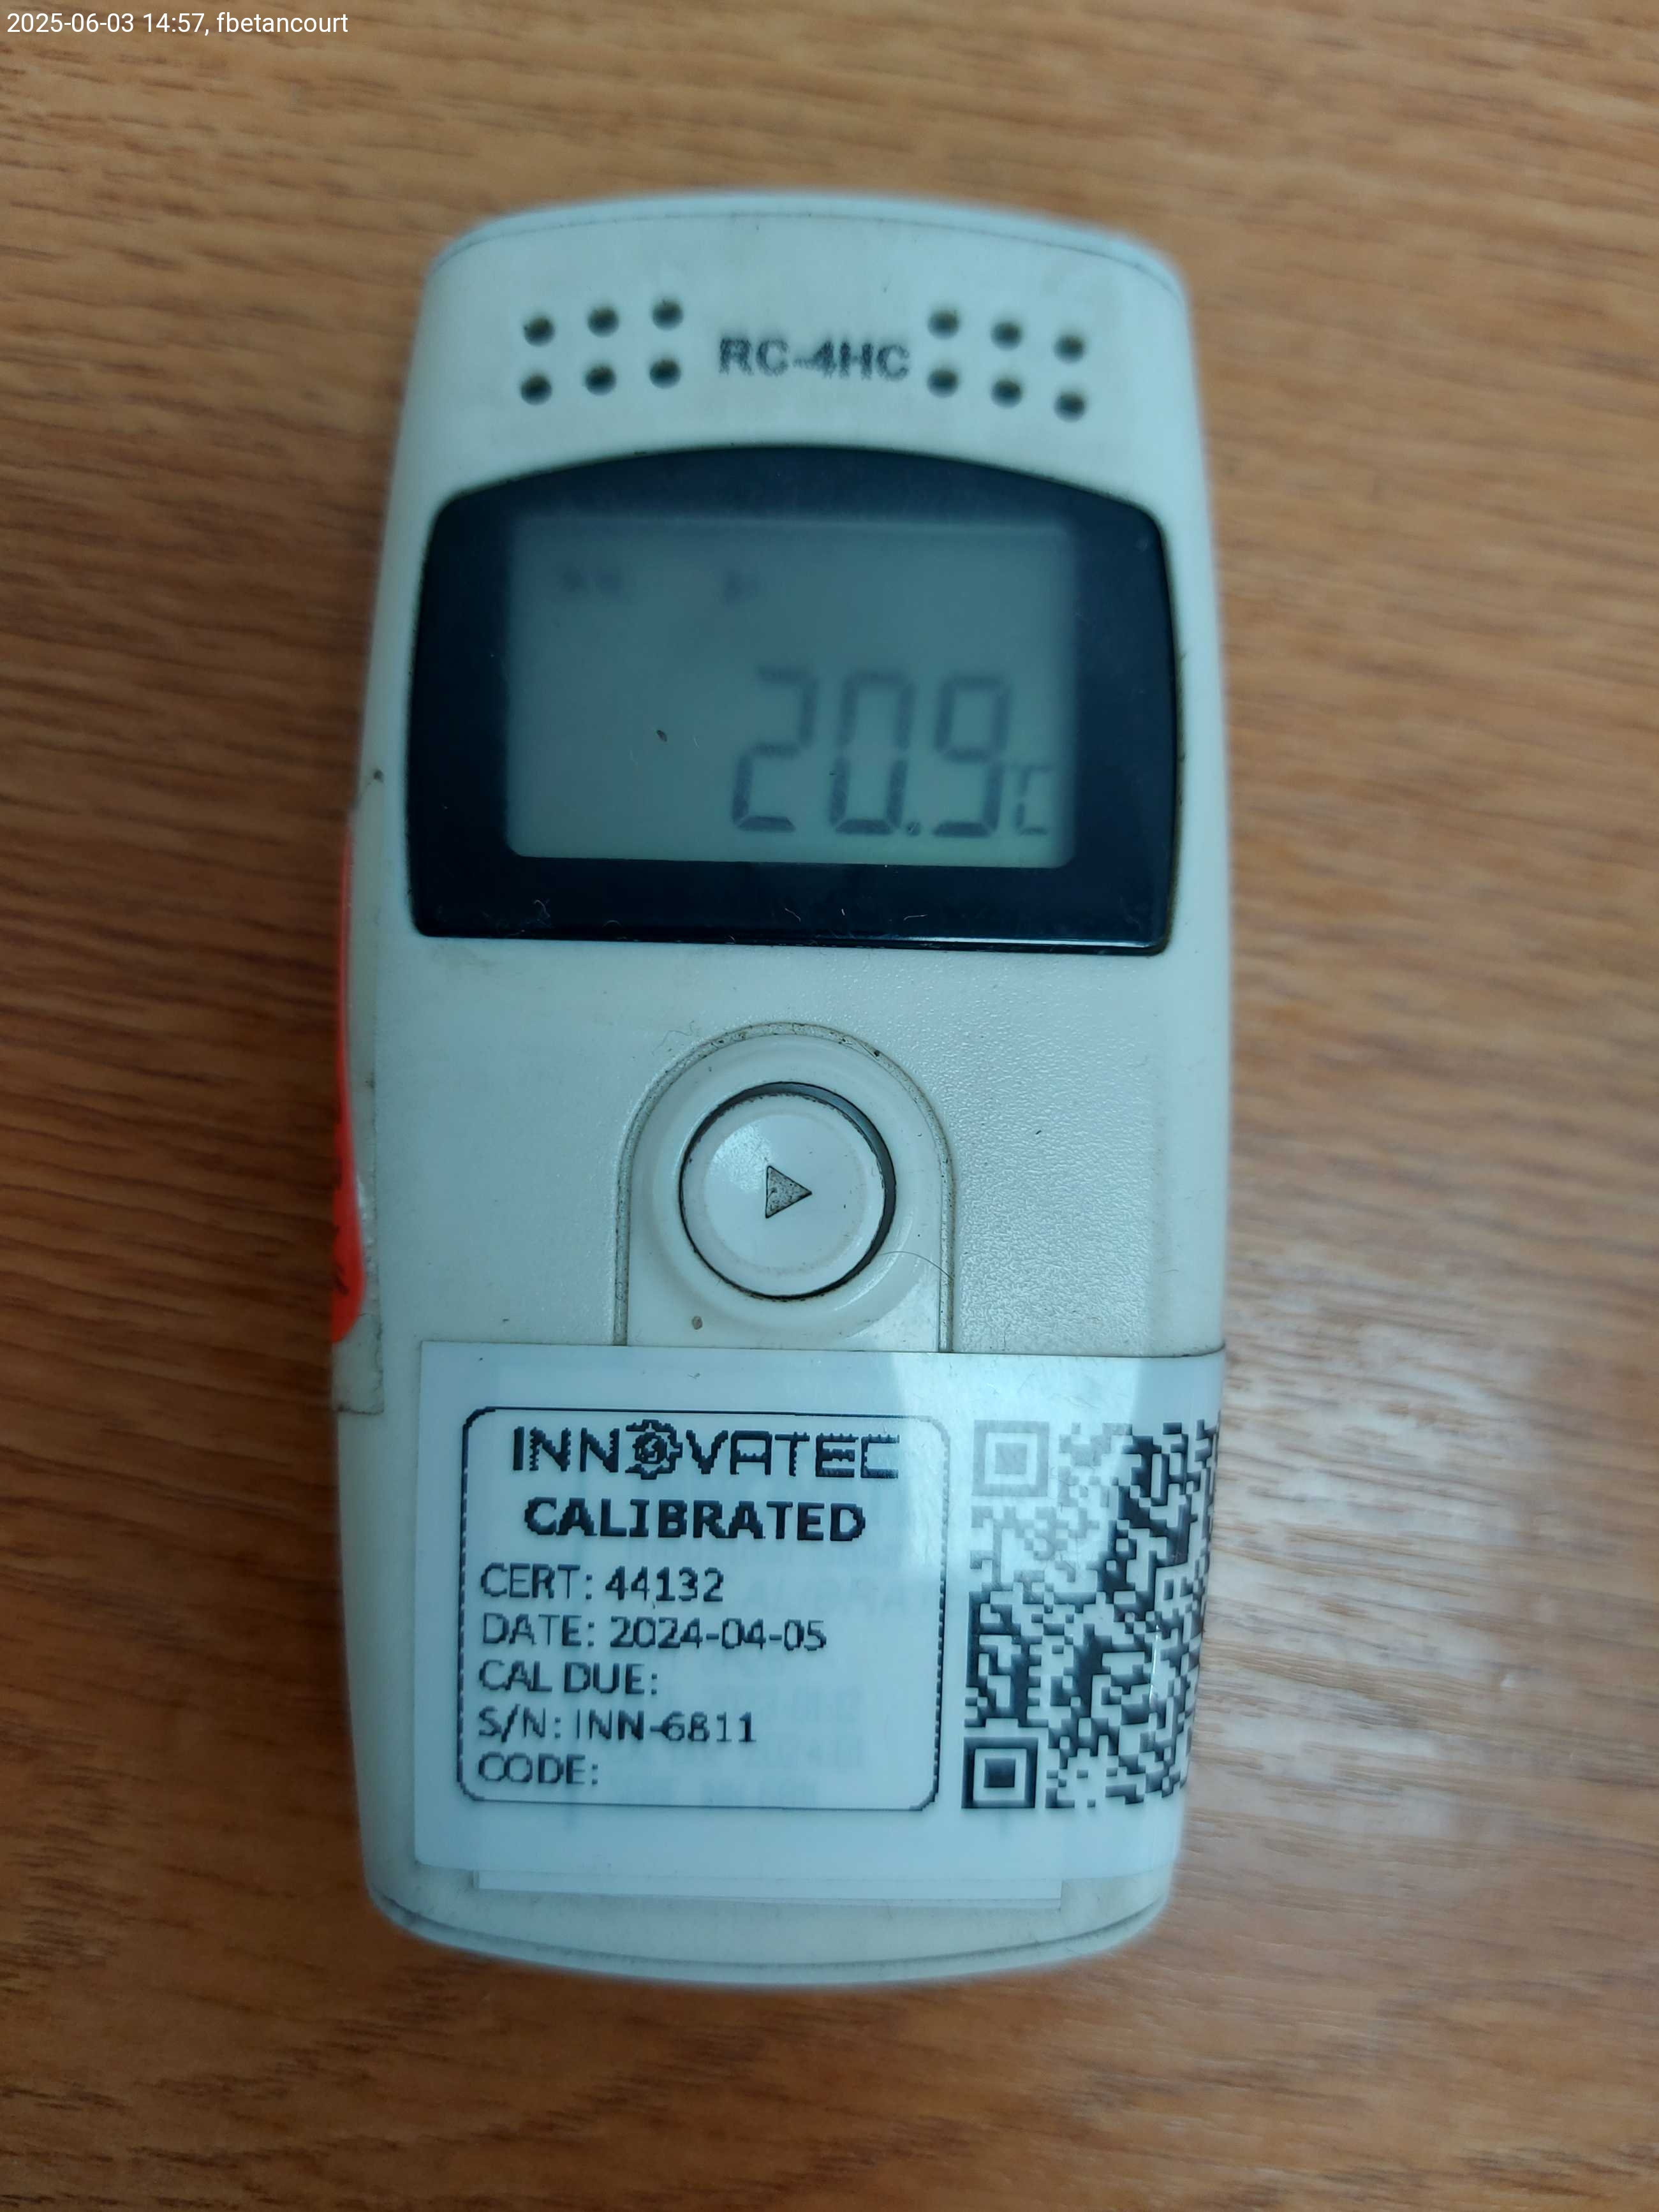 2025-06-03 14:57, fbetancourt
RC-4HC
20.9°C
INNOVATEC
CALIBRATED
CERT: 44132
DATE: 2024-04-05
CAL DUE:
S/N: INN-6811
CODE: